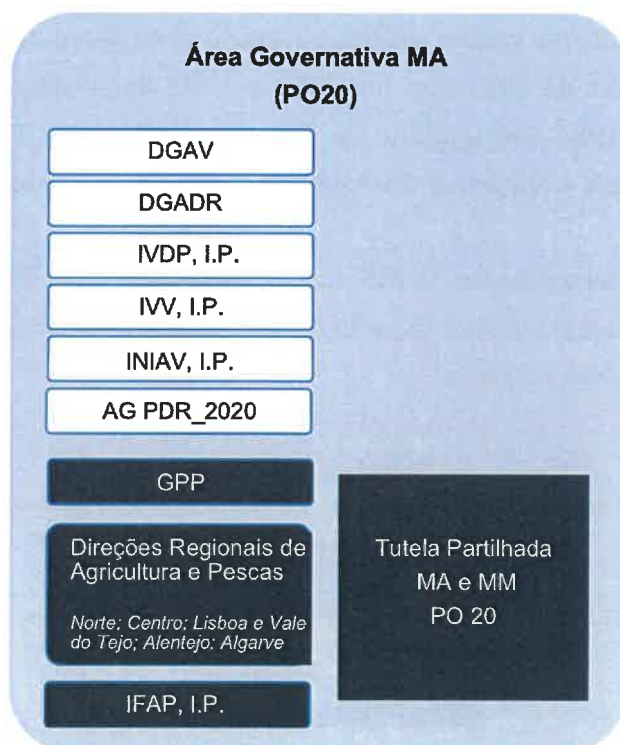 Área Governativa MA
(PO20)
DGAV
DGADR
IVDP, I.P.
IVV, I.P.
INIAV, I.P.
AG PDR_2020
GPP
Direções Regionais de
Agricultura e Pescas
Norte; Centro; Lisboa e Vale
do Tejo; Alentejo; Algarve
IFAP, I.P.
Tutela Partilhada
MA e MM
PO 20